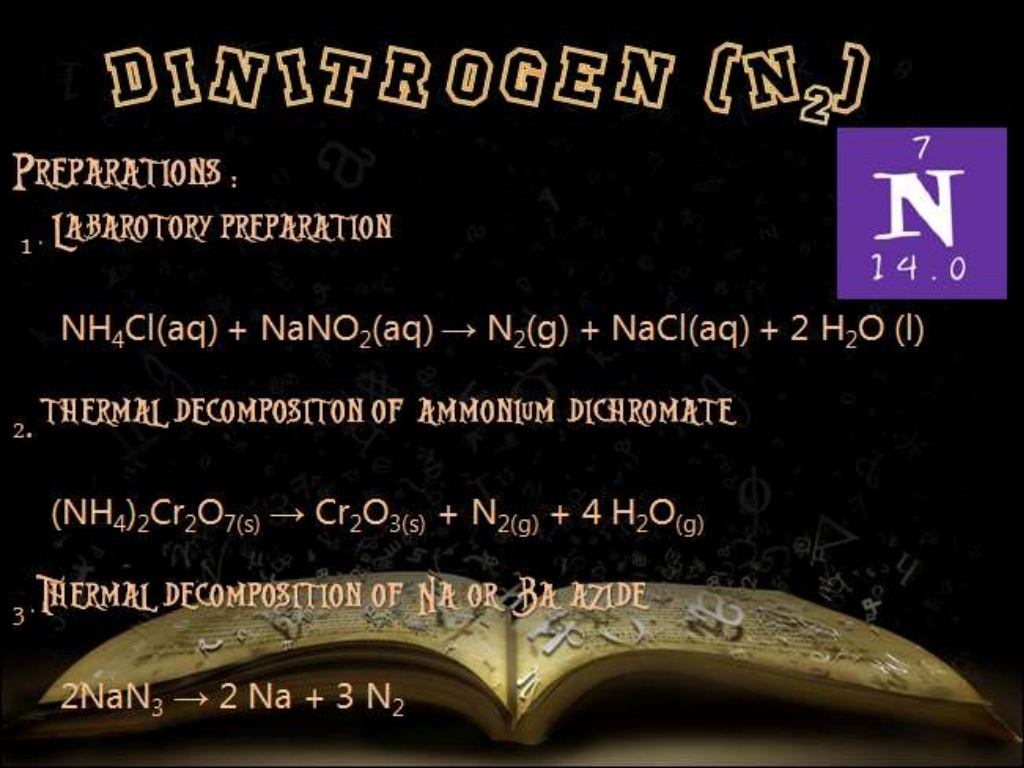 DINITROGEN (N₂)
7
N
14.0
PREPARATIONS :
1. LABAROTORY PREPARATION
NH₄Cl(aq) + NaNO₂(aq) → N₂(g) + NaCl(aq) + 2 H₂O (l)
2. THERMAL DECOMPOSITON OF AMMONIUM DICHROMATE
(NH₄)₂Cr₂O₇₍s₎ → Cr₂O₃₍s₎ + N₂₍g₎ + 4 H₂O₍g₎
3. THERMAL DECOMPOSITION OF NA OR BA AZIDE
2NaN₃ → 2 Na + 3 N₂